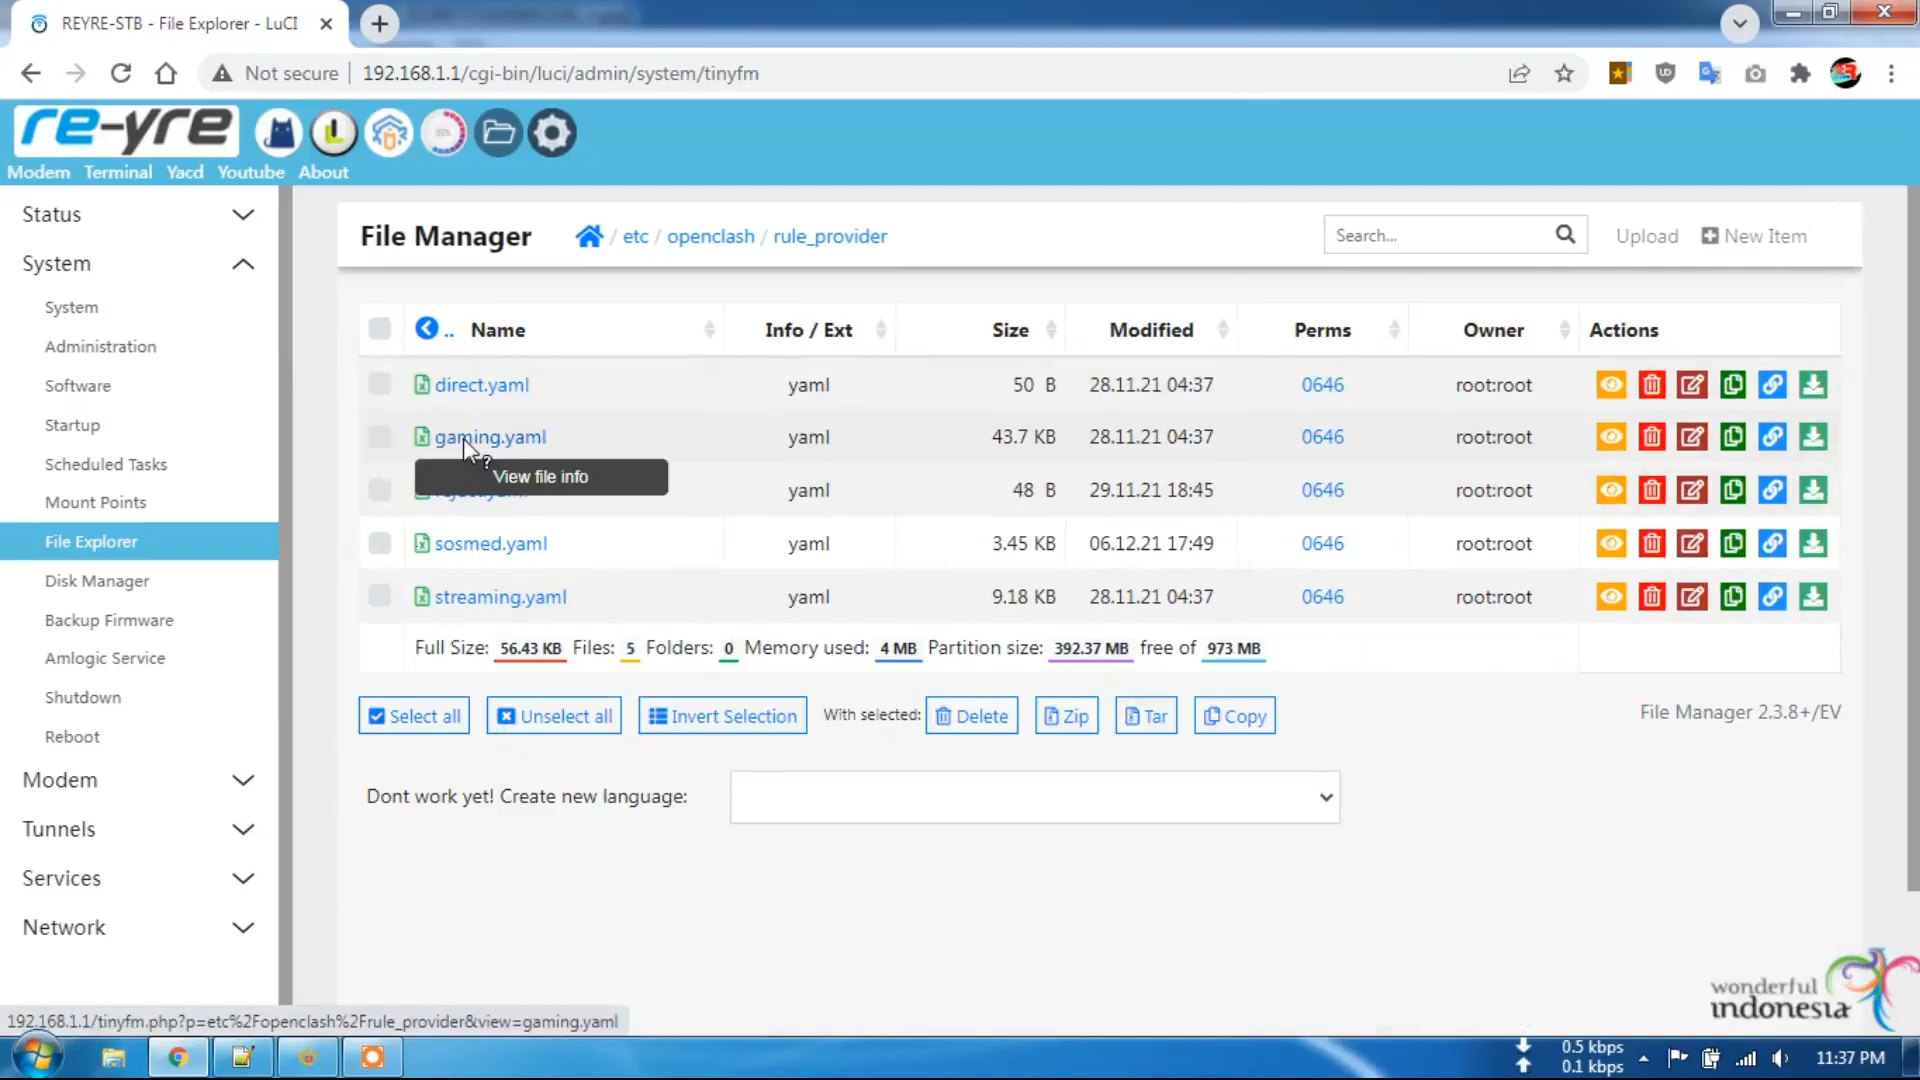 REYRE-STB - File Explorer - LuCI
Not secure 192.168.1.1/cgi-bin/luci/admin/system/tinyfm
re-yre
Modem Terminal Yacd Youtube About
Status
System
System
Administration
Software
Startup
Scheduled Tasks
Mount Points
File Explorer
Disk Manager
Backup Firmware
Amlogic Service
Shutdown
Reboot
Modem
Tunnels
Services
Network
File Manager / etc / openclash / rule_provider Search... Upload New Item
.. Name Info / Ext Size Modified Perms Owner Actions
direct.yaml yaml 50 B 28.11.21 04:37 0646 root:root
gaming.yaml yaml 43.7 KB 28.11.21 04:37 0646 root:root
View file info
yaml 48 B 29.11.21 18:45 0646 root:root
sosmed.yaml yaml 3.45 KB 06.12.21 17:49 0646 root:root
streaming.yaml yaml 9.18 KB 28.11.21 04:37 0646 root:root
Full Size: 56.43 KB Files: 5 Folders: 0 Memory used: 4 MB Partition size: 392.37 MB free of 973 MB
Select all Unselect all Invert Selection With selected: Delete Zip Tar Copy File Manager 2.3.8+/EV
Dont work yet! Create new language:
wonderful
indonesia
192.168.1.1/tinyfm.php?p=etc%2Fopenclash%2Frule_provider&view=gaming.yaml
0.5 kbps
0.1 kbps
11:37 PM